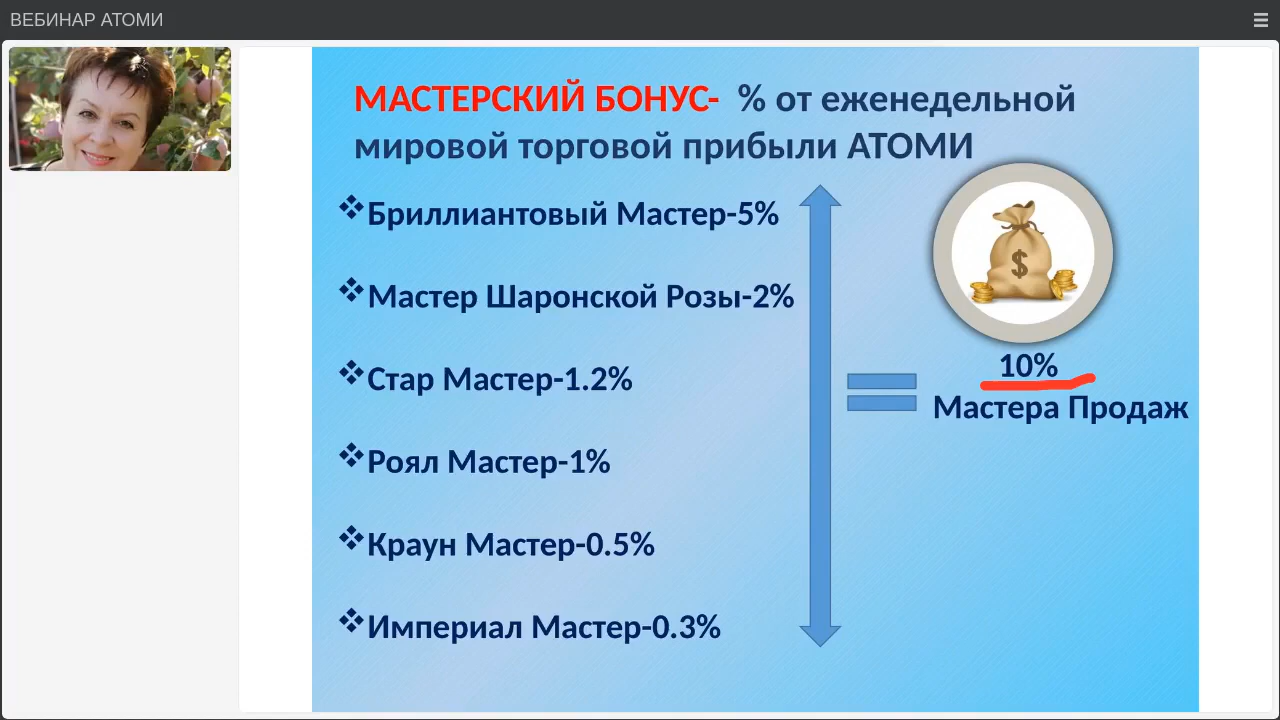 ВЕБИНАР АТОМИ
МАСТЕРСКИЙ БОНУС- % от еженедельной
мировой торговой прибыли АТОМИ
Бриллиантовый Мастер-5%
Мастер Шаронской Розы-2%
Стар Мастер-1.2%
Роял Мастер-1%
Краун Мастер-0.5%
Империал Мастер-0.3%
$
10%
Мастера Продаж